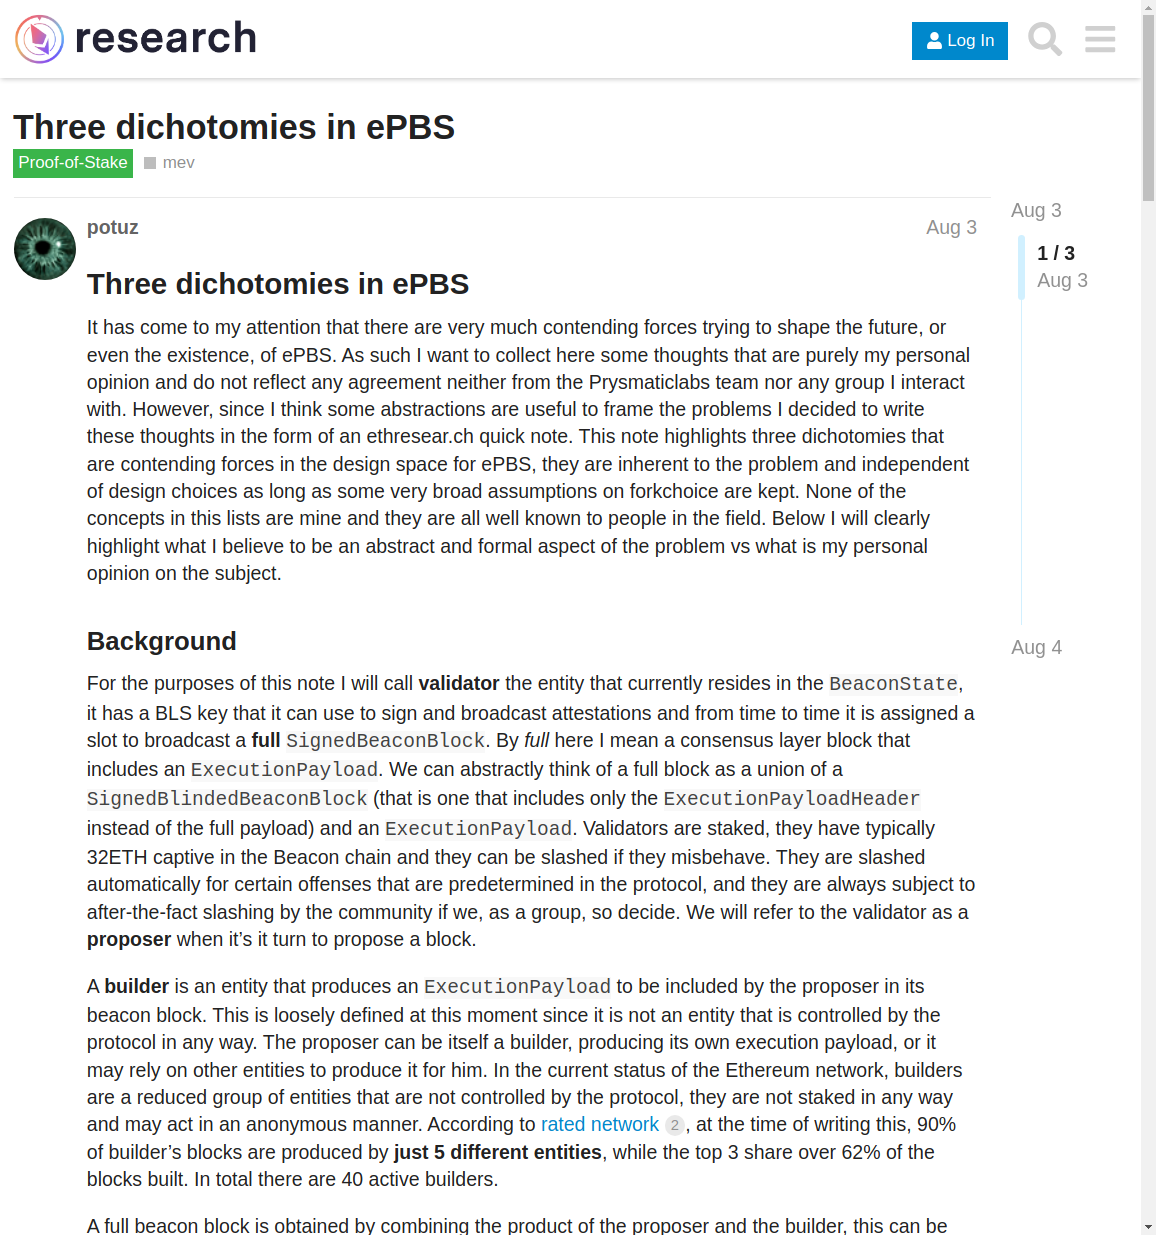 research
Log In
Three dichotomies in ePBS
Proof-of-Stake mev
potuz
Aug 3
Aug 3
1 / 3
Aug 3
Aug 4
Three dichotomies in ePBS
It has come to my attention that there are very much contending forces trying to shape the future, or
even the existence, of ePBS. As such I want to collect here some thoughts that are purely my personal
opinion and do not reflect any agreement neither from the Prysmaticlabs team nor any group I interact
with. However, since I think some abstractions are useful to frame the problems I decided to write
these thoughts in the form of an ethresear.ch quick note. This note highlights three dichotomies that
are contending forces in the design space for ePBS, they are inherent to the problem and independent
of design choices as long as some very broad assumptions on forkchoice are kept. None of the
concepts in this lists are mine and they are all well known to people in the field. Below I will clearly
highlight what I believe to be an abstract and formal aspect of the problem vs what is my personal
opinion on the subject.
Background
For the purposes of this note I will call validator the entity that currently resides in the BeaconState,
it has a BLS key that it can use to sign and broadcast attestations and from time to time it is assigned a
slot to broadcast a full SignedBeaconBlock. By full here I mean a consensus layer block that
includes an ExecutionPayload. We can abstractly think of a full block as a union of a
SignedBlindedBeaconBlock (that is one that includes only the ExecutionPayloadHeader
instead of the full payload) and an ExecutionPayload. Validators are staked, they have typically
32ETH captive in the Beacon chain and they can be slashed if they misbehave. They are slashed
automatically for certain offenses that are predetermined in the protocol, and they are always subject to
after-the-fact slashing by the community if we, as a group, so decide. We will refer to the validator as a
proposer when it’s it turn to propose a block.
A builder is an entity that produces an ExecutionPayload to be included by the proposer in its
beacon block. This is loosely defined at this moment since it is not an entity that is controlled by the
protocol in any way. The proposer can be itself a builder, producing its own execution payload, or it
may rely on other entities to produce it for him. In the current status of the Ethereum network, builders
are a reduced group of entities that are not controlled by the protocol, they are not staked in any way
and may act in an anonymous manner. According to rated network 2, at the time of writing this, 90%
of builder’s blocks are produced by just 5 different entities, while the top 3 share over 62% of the
blocks built. In total there are 40 active builders.
A full beacon block is obtained by combining the product of the proposer and the builder, this can be